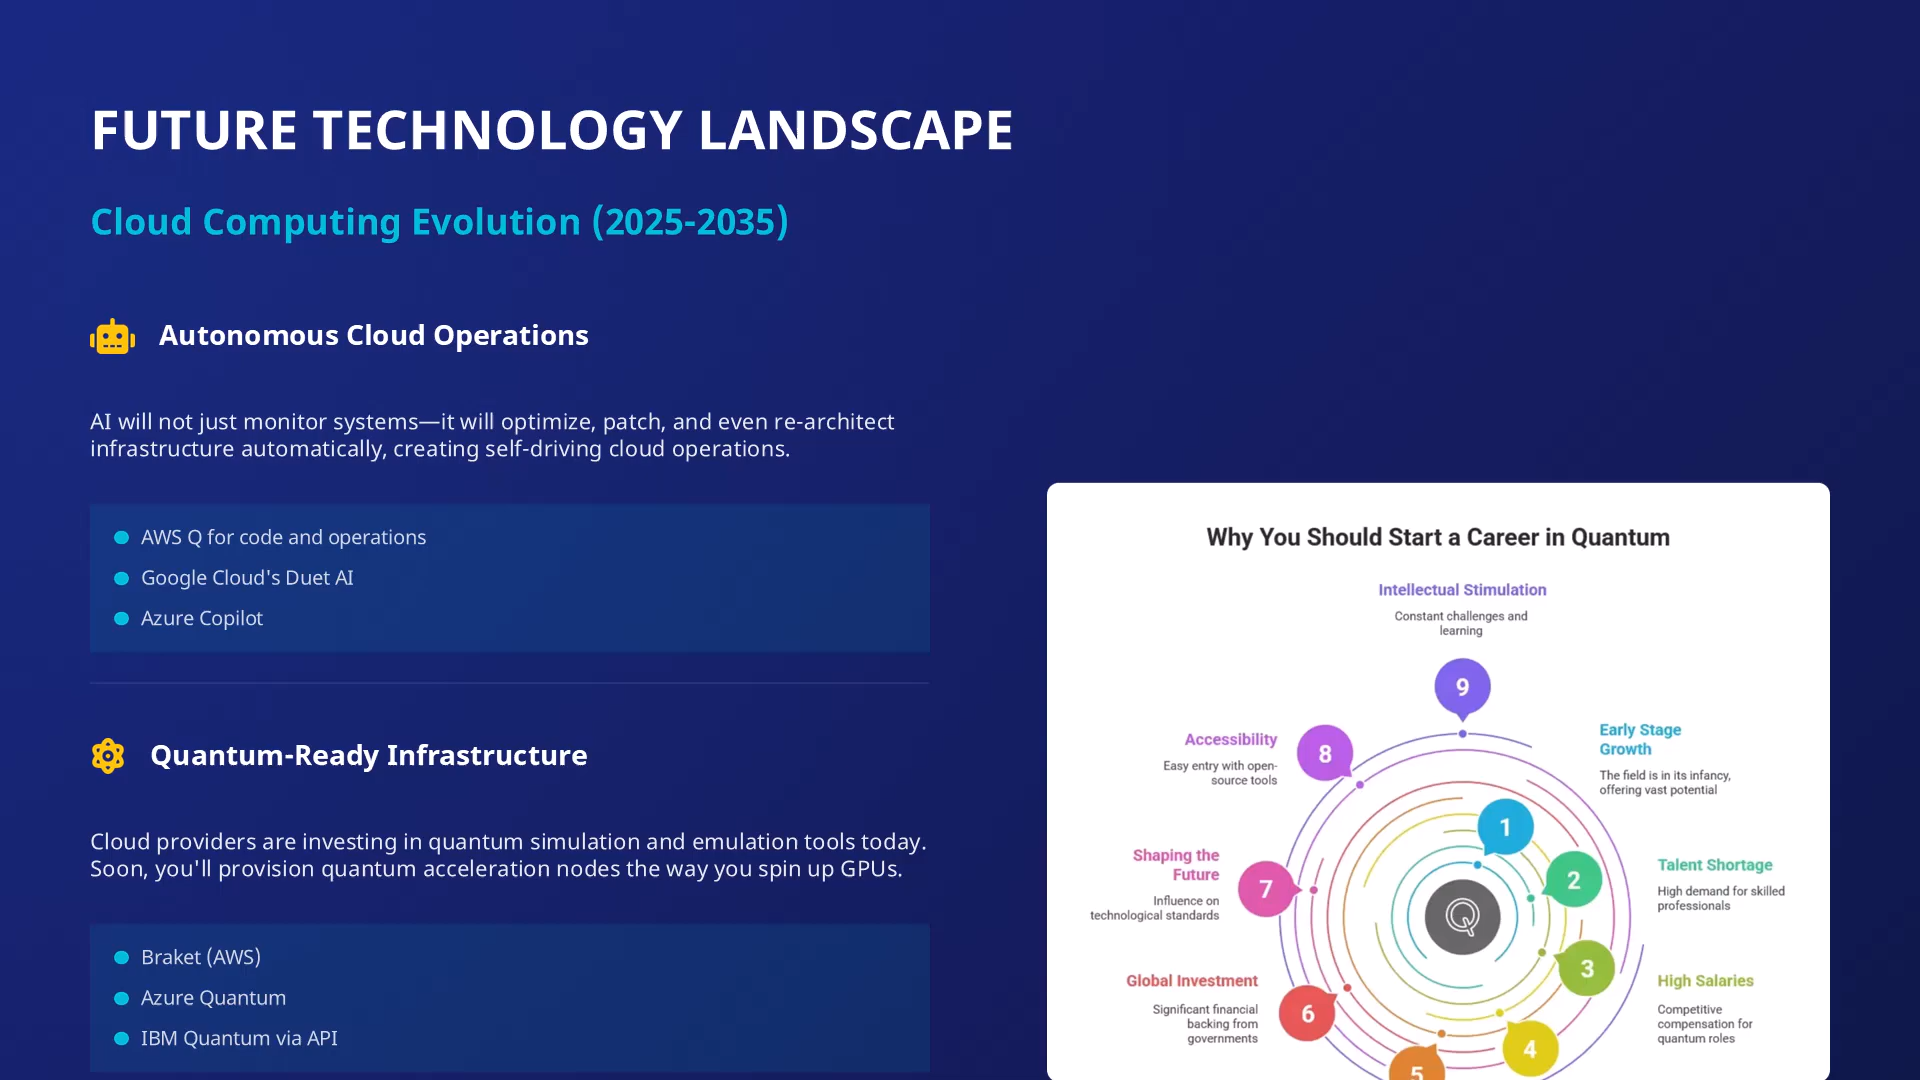 FUTURE TECHNOLOGY LANDSCAPE
Cloud Computing Evolution (2025-2035)
Autonomous Cloud Operations
AI will not just monitor systems—it will optimize, patch, and even re-architect
infrastructure automatically, creating self-driving cloud operations.
AWS Q for code and operations
Google Cloud's Duet AI
Azure Copilot
Quantum-Ready Infrastructure
Cloud providers are investing in quantum simulation and emulation tools today.
Soon, you'll provision quantum acceleration nodes the way you spin up GPUs.
Braket (AWS)
Azure Quantum
IBM Quantum via API
Why You Should Start a Career in Quantum
Intellectual Stimulation
Constant challenges and
learning
9
Accessibility
Easy entry with open-
source tools
8
Early Stage
Growth
The field is in its infancy,
offering vast potential
1
Shaping the
Future
Influence on
technological standards
7
Talent Shortage
High demand for skilled
professionals
2
Q
Global Investment
Significant financial
backing from
governments
6
High Salaries
Competitive
compensation for
quantum roles
3
4
5